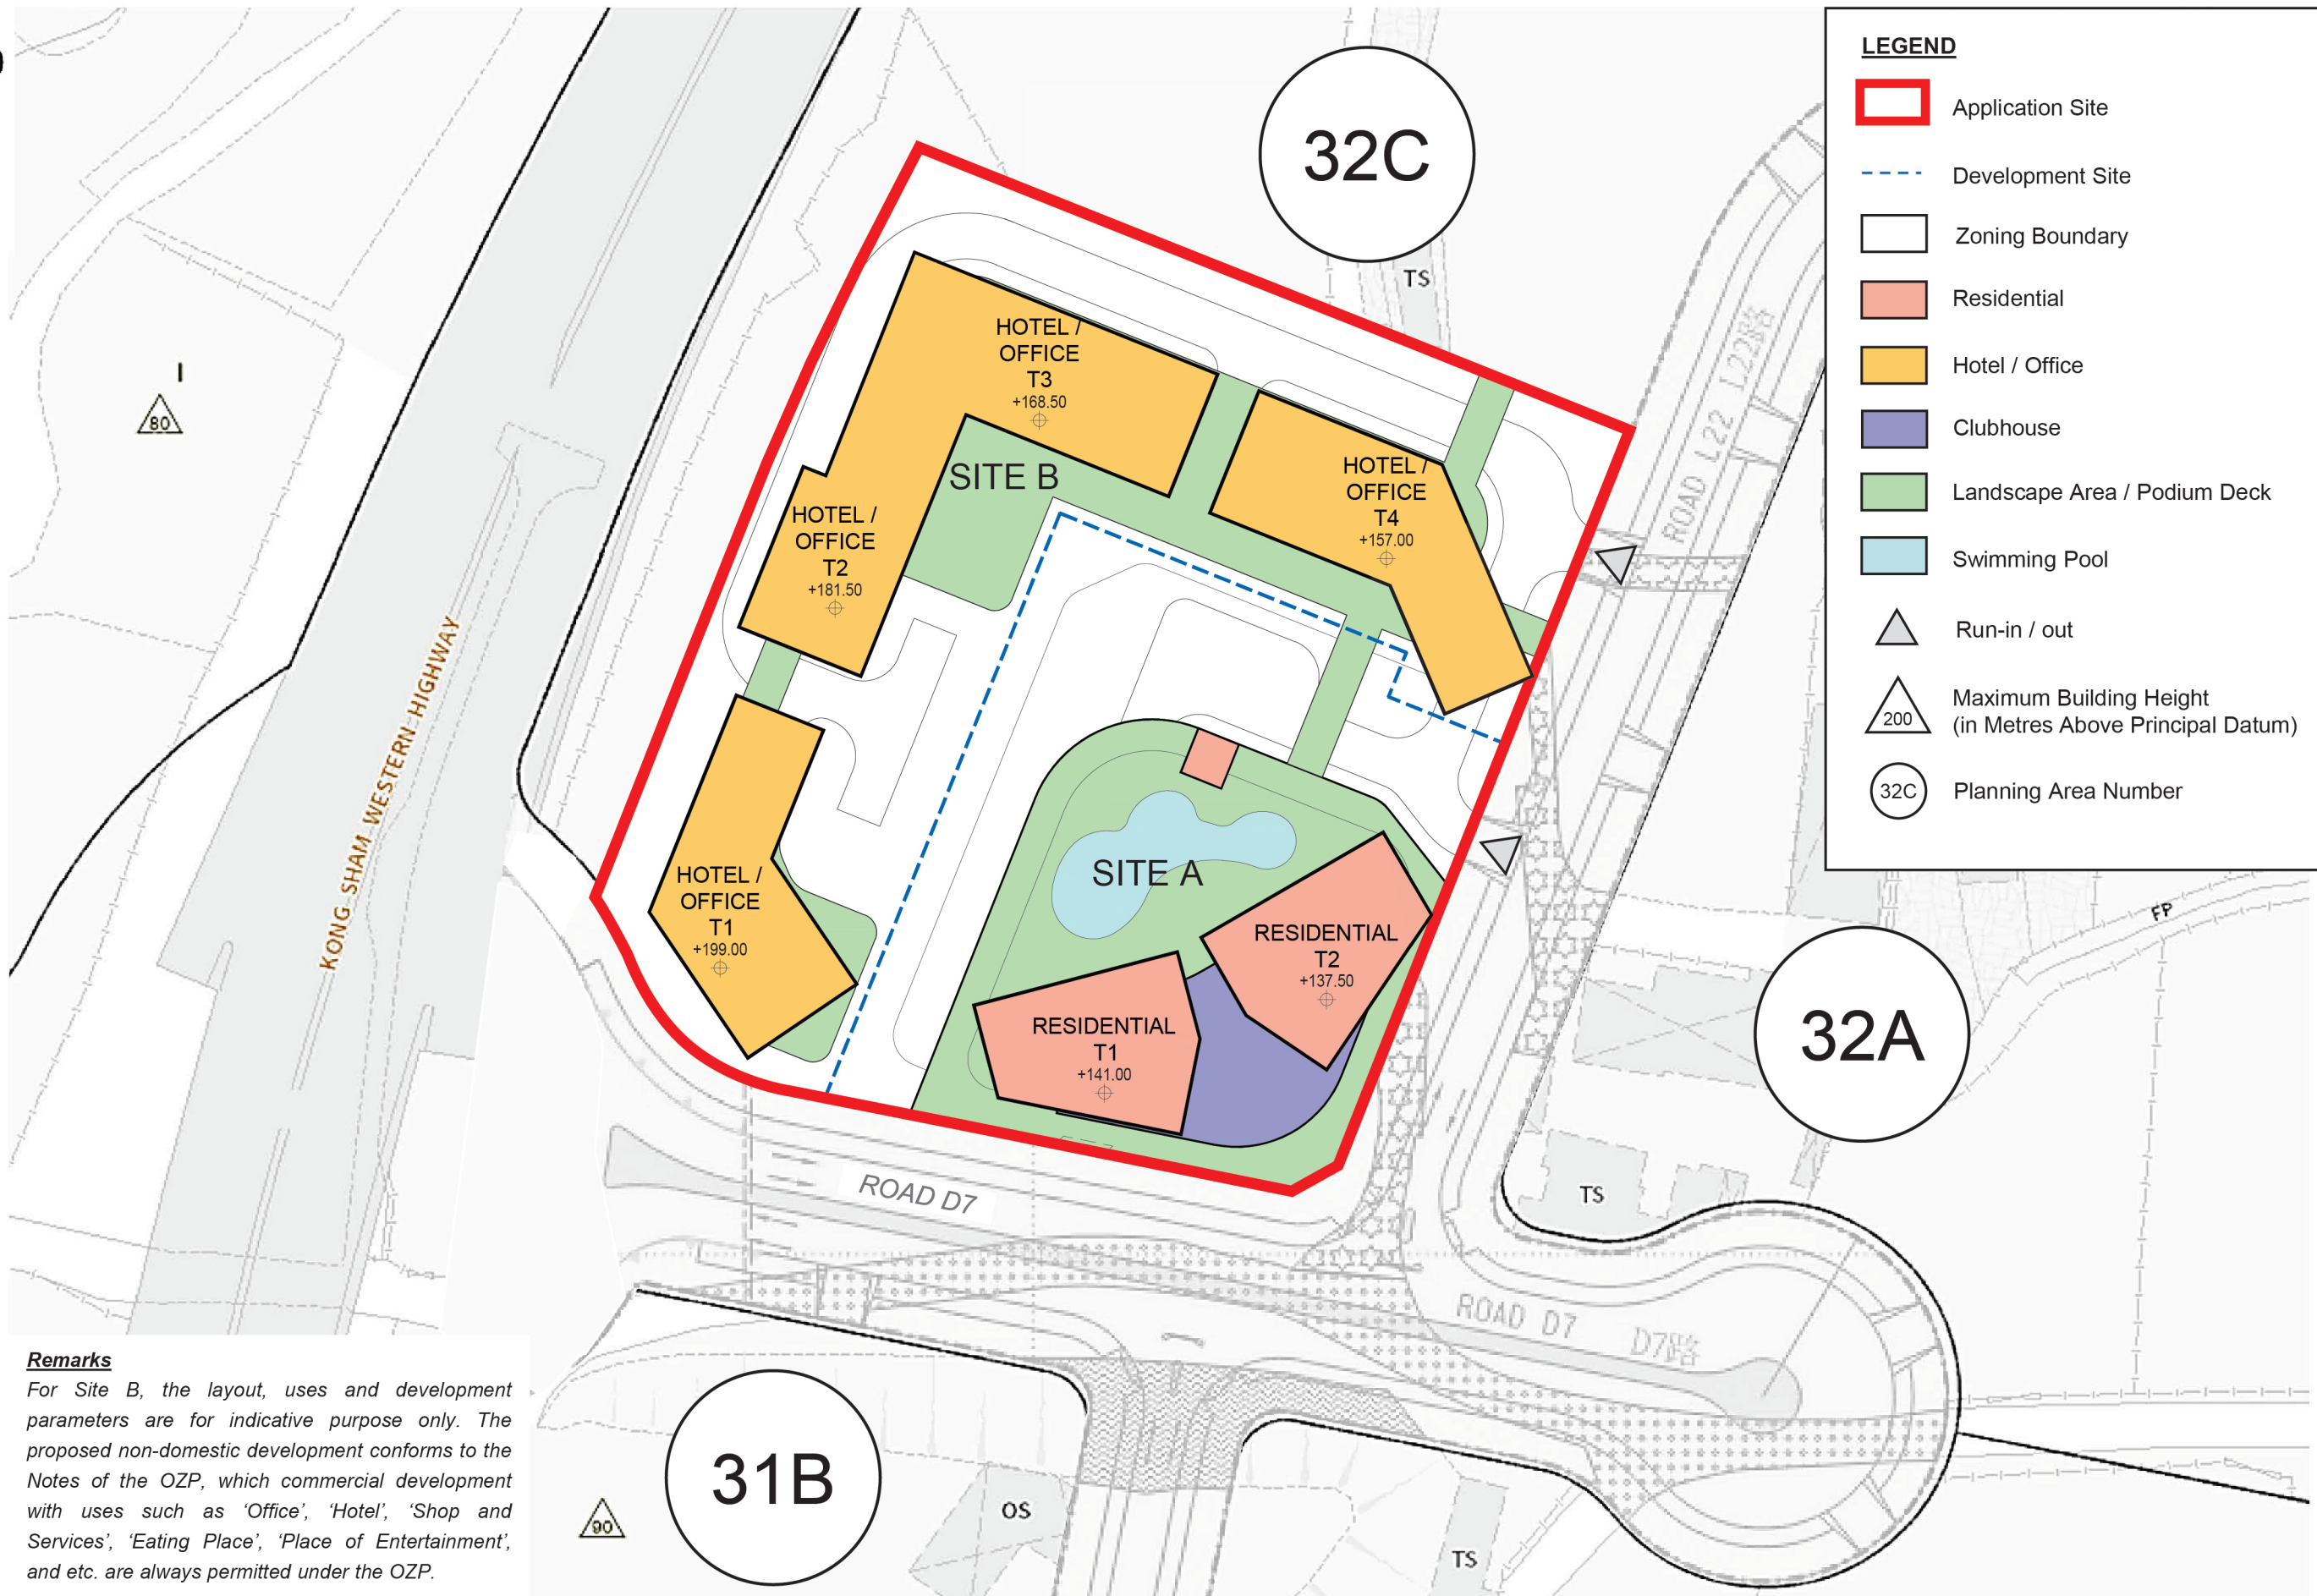 LEGEND
Application Site
Development Site
Zoning Boundary
Residential
Hotel / Office
Clubhouse
Landscape Area / Podium Deck
Swimming Pool
Run-in / out
200
Maximum Building Height
(in Metres Above Principal Datum)
32C
Planning Area Number
32C
TS
ROAD L22 L22路
I
80
HOTEL /
OFFICE
T3
+168.50
SITE B
HOTEL /
OFFICE
T4
+157.00
HOTEL /
OFFICE
T2
+181.50
KONG SHAM WESTERN HIGHWAY
HOTEL /
OFFICE
T1
+199.00
SITE A
RESIDENTIAL
T2
+137.50
RESIDENTIAL
T1
+141.00
FP
32A
TS
ROAD D7
ROAD D7 D7路
31B
90
OS
TS
Remarks
For Site B, the layout, uses and development
parameters are for indicative purpose only. The
proposed non-domestic development conforms to the
Notes of the OZP, which commercial development
with uses such as ‘Office’, ‘Hotel’, ‘Shop and
Services’, ‘Eating Place’, ‘Place of Entertainment’,
and etc. are always permitted under the OZP.